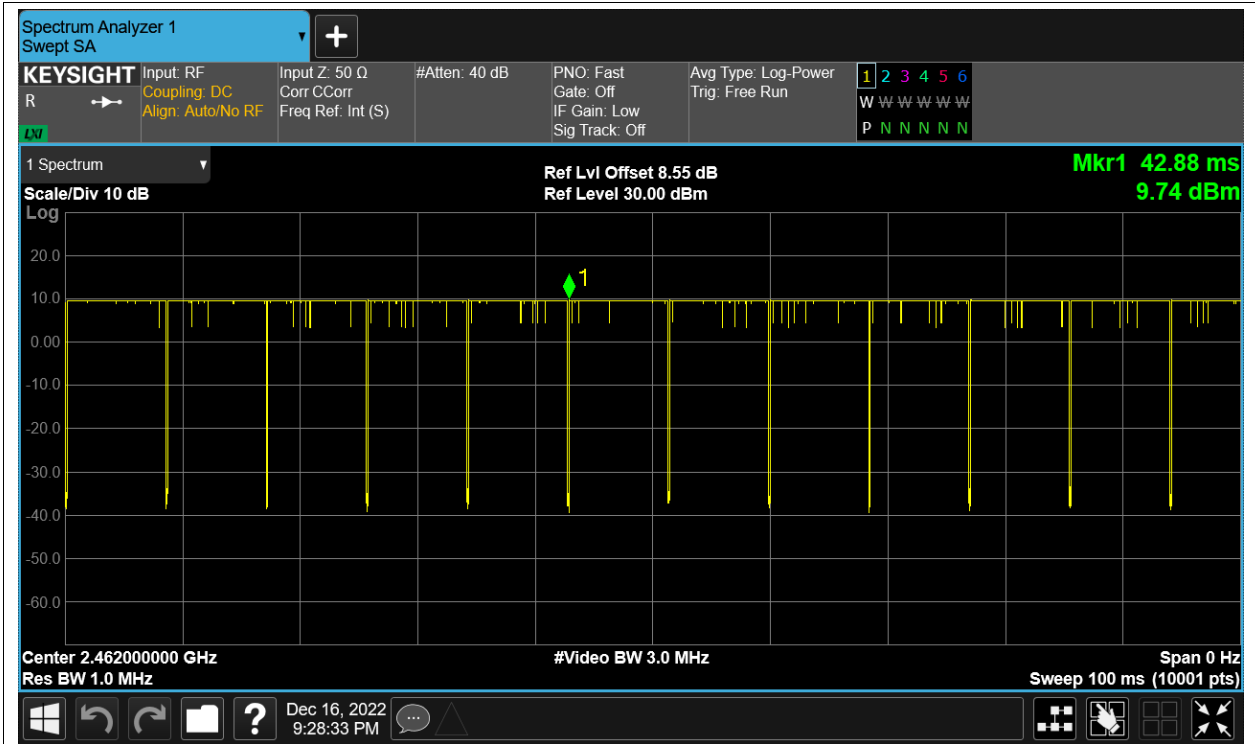 Spectrum Analyzer 1
Swept SA
KEYSIGHT
R
LXI
Input: RF
Coupling: DC
Align: Auto/No RF
Input Z: 50 Ω
Corr CCorr
Freq Ref: Int (S)
#Atten: 40 dB
PNO: Fast
Gate: Off
IF Gain: Low
Sig Track: Off
Avg Type: Log-Power
Trig: Free Run
1 2 3 4 5 6
W W W W W W
P N N N N N
1 Spectrum
Scale/Div 10 dB
Ref Lvl Offset 8.55 dB
Ref Level 30.00 dBm
Mkr1 42.88 ms
9.74 dBm
Log
20.0
10.0
0.00
-10.0
-20.0
-30.0
-40.0
-50.0
-60.0
1
Center 2.462000000 GHz
Res BW 1.0 MHz
#Video BW 3.0 MHz
Span 0 Hz
Sweep 100 ms (10001 pts)
?
Dec 16, 2022
9:28:33 PM